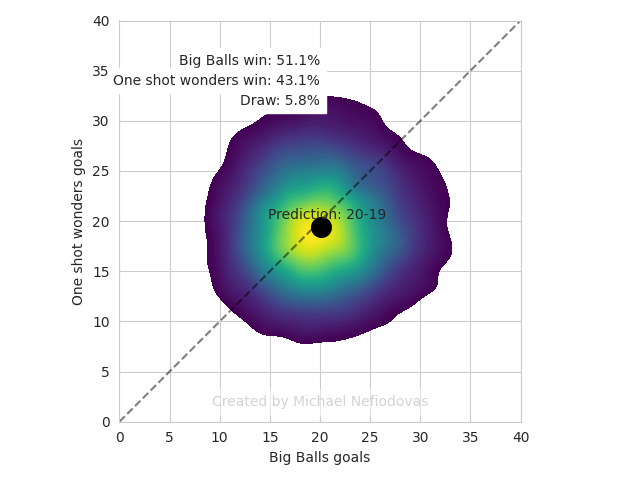 Big Balls win: 51.1%
One shot wonders win: 43.1%
Draw: 5.8%
Prediction: 20-19
Created by Michael Nefiodovas
One shot wonders goals
40
35
30
25
20
15
10
5
0
0 5 10 15 20 25 30 35 40
Big Balls goals